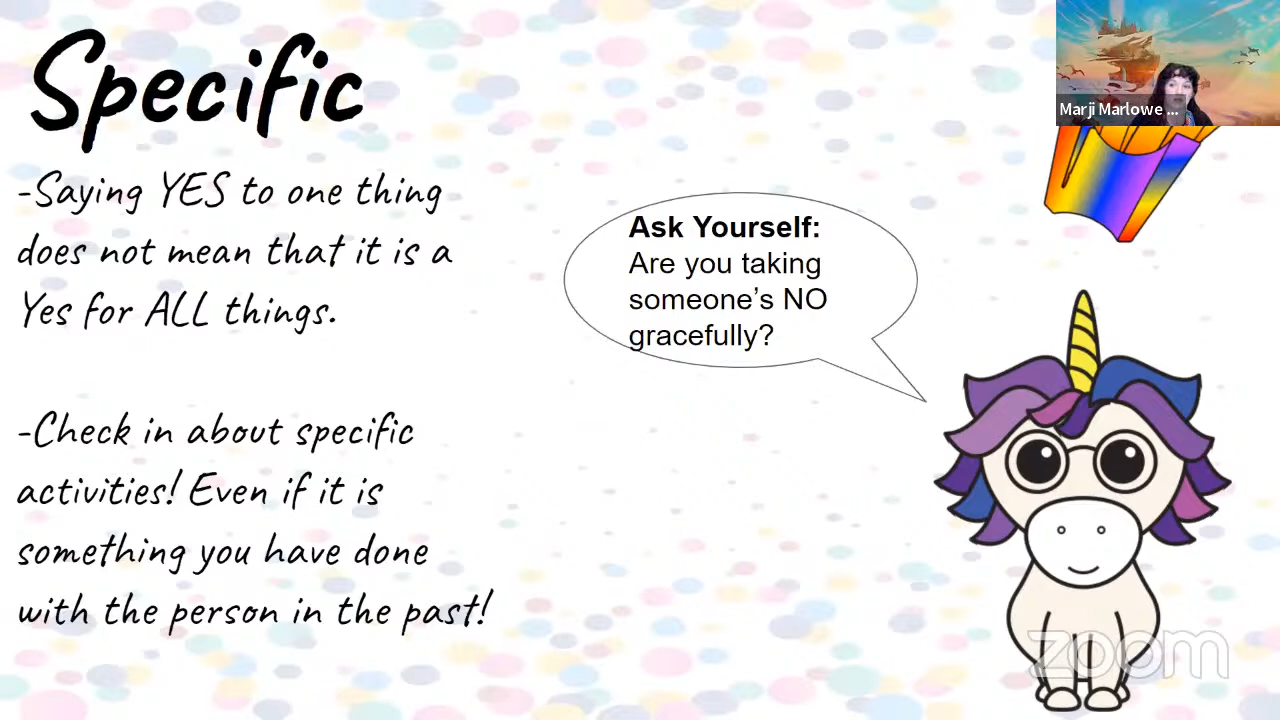 Specific
-Saying YES to one thing
does not mean that it is a
Yes for ALL things.
-Check in about specific
activities! Even if it is
something you have done
with the person in the past!
Ask Yourself:
Are you taking
someone's NO
gracefully?
Marji Marlowe ...
zoom